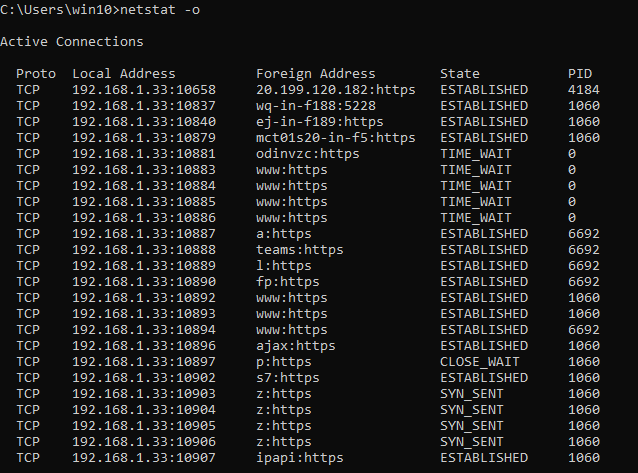 C:\Users\win10>netstat -o
Active Connections
Proto  Local Address          Foreign Address        State           PID
TCP    192.168.1.33:10658     20.199.120.182:https   ESTABLISHED     4184
TCP    192.168.1.33:10837     wq-in-f188:5228        ESTABLISHED     1060
TCP    192.168.1.33:10840     ej-in-f189:https       ESTABLISHED     1060
TCP    192.168.1.33:10879     mct01s20-in-f5:https   ESTABLISHED     1060
TCP    192.168.1.33:10881     odinvzc:https          TIME_WAIT       0
TCP    192.168.1.33:10883     www:https              TIME_WAIT       0
TCP    192.168.1.33:10884     www:https              TIME_WAIT       0
TCP    192.168.1.33:10885     www:https              TIME_WAIT       0
TCP    192.168.1.33:10886     www:https              TIME_WAIT       0
TCP    192.168.1.33:10887     a:https                ESTABLISHED     6692
TCP    192.168.1.33:10888     teams:https            ESTABLISHED     6692
TCP    192.168.1.33:10889     l:https                ESTABLISHED     6692
TCP    192.168.1.33:10890     fp:https               ESTABLISHED     6692
TCP    192.168.1.33:10892     www:https              ESTABLISHED     1060
TCP    192.168.1.33:10893     www:https              ESTABLISHED     1060
TCP    192.168.1.33:10894     www:https              ESTABLISHED     6692
TCP    192.168.1.33:10896     ajax:https             ESTABLISHED     1060
TCP    192.168.1.33:10897     p:https                CLOSE_WAIT      1060
TCP    192.168.1.33:10902     s7:https               ESTABLISHED     1060
TCP    192.168.1.33:10903     z:https                SYN_SENT        1060
TCP    192.168.1.33:10904     z:https                SYN_SENT        1060
TCP    192.168.1.33:10905     z:https                SYN_SENT        1060
TCP    192.168.1.33:10906     z:https                SYN_SENT        1060
TCP    192.168.1.33:10907     ipapi:https            ESTABLISHED     1060